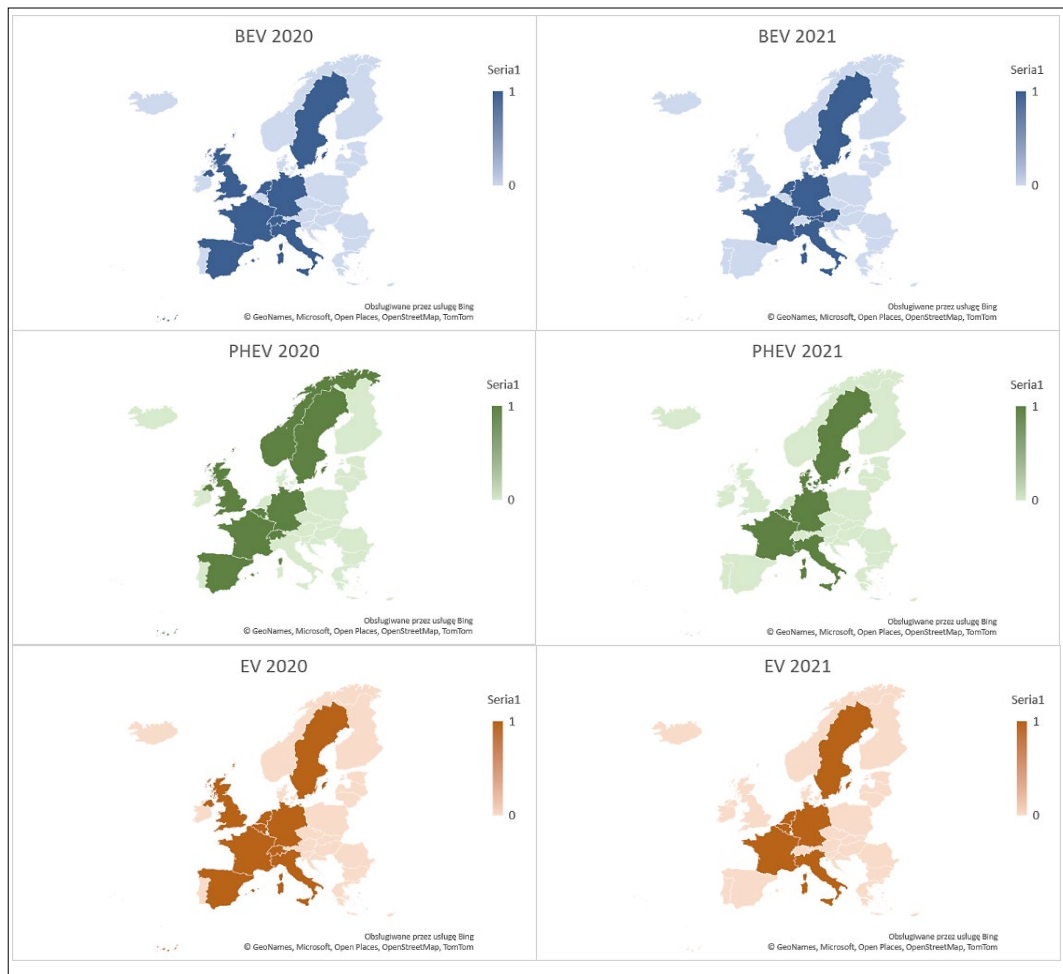 BEV 2020
Seria1
1
0
Obsługiwane przez usługę Bing
© GeoNames, Microsoft, Open Places, OpenStreetMap, TomTom
BEV 2021
Seria1
1
0
Obsługiwane przez usługę Bing
© GeoNames, Microsoft, Open Places, OpenStreetMap, TomTom
PHEV 2020
Seria1
1
0
Obsługiwane przez usługę Bing
© GeoNames, Microsoft, Open Places, OpenStreetMap, TomTom
PHEV 2021
Seria1
1
0
Obsługiwane przez usługę Bing
© GeoNames, Microsoft, Open Places, OpenStreetMap, TomTom
EV 2020
Seria1
1
0
Obsługiwane przez usługę Bing
© GeoNames, Microsoft, Open Places, OpenStreetMap, TomTom
EV 2021
Seria1
1
0
Obsługiwane przez usługę Bing
© GeoNames, Microsoft, Open Places, OpenStreetMap, TomTom